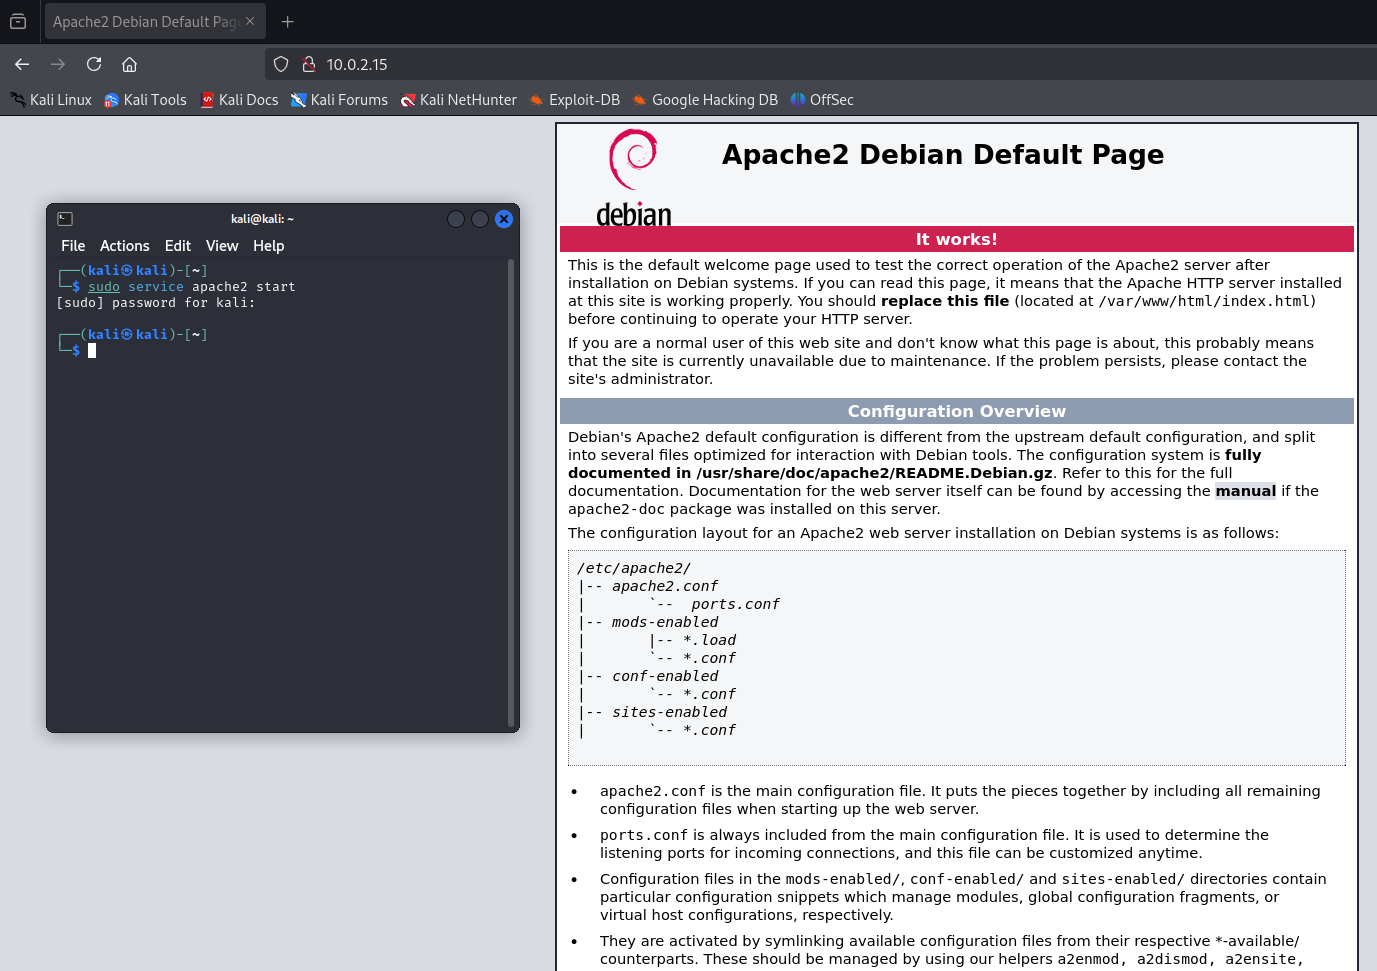 Apache2 Debian Default Pag
10.0.2.15
Kali Linux Kali Tools Kali Docs Kali Forums Kali NetHunter Exploit-DB Google Hacking DB OffSec
kali@kali: ~
File Actions Edit View Help
┌──(kali㉿kali)-[~]
└─$ sudo service apache2 start
[sudo] password for kali:
┌──(kali㉿kali)-[~]
└─$
debian
Apache2 Debian Default Page
It works!
This is the default welcome page used to test the correct operation of the Apache2 server after
installation on Debian systems. If you can read this page, it means that the Apache HTTP server installed
at this site is working properly. You should replace this file (located at /var/www/html/index.html)
before continuing to operate your HTTP server.
If you are a normal user of this web site and don't know what this page is about, this probably means
that the site is currently unavailable due to maintenance. If the problem persists, please contact the
site's administrator.
Configuration Overview
Debian's Apache2 default configuration is different from the upstream default configuration, and split
into several files optimized for interaction with Debian tools. The configuration system is fully
documented in /usr/share/doc/apache2/README.Debian.gz. Refer to this for the full
documentation. Documentation for the web server itself can be found by accessing the manual if the
apache2-doc package was installed on this server.
The configuration layout for an Apache2 web server installation on Debian systems is as follows:
/etc/apache2/
|-- apache2.conf
|       `--  ports.conf
|-- mods-enabled
|       |-- *.load
|       `-- *.conf
|-- conf-enabled
|       `-- *.conf
|-- sites-enabled
|       `-- *.conf
• apache2.conf is the main configuration file. It puts the pieces together by including all remaining
configuration files when starting up the web server.
• ports.conf is always included from the main configuration file. It is used to determine the
listening ports for incoming connections, and this file can be customized anytime.
• Configuration files in the mods-enabled/, conf-enabled/ and sites-enabled/ directories contain
particular configuration snippets which manage modules, global configuration fragments, or
virtual host configurations, respectively.
• They are activated by symlinking available configuration files from their respective *-available/
counterparts. These should be managed by using our helpers a2enmod, a2dismod, a2ensite,